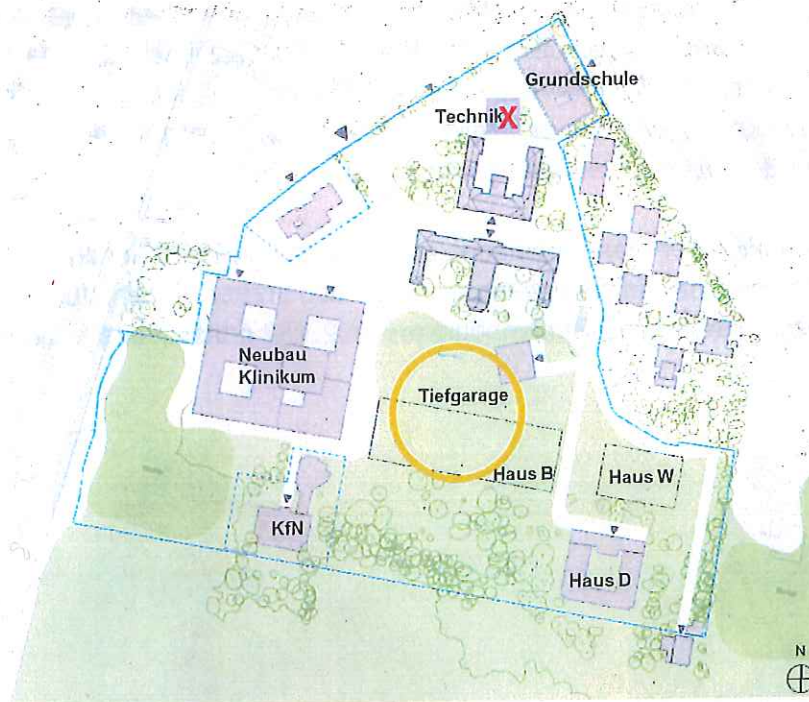 Grundschule
Technik
X
Neubau
Klinikum
Tiefgarage
Haus B
Haus W
KfN
Haus D
N